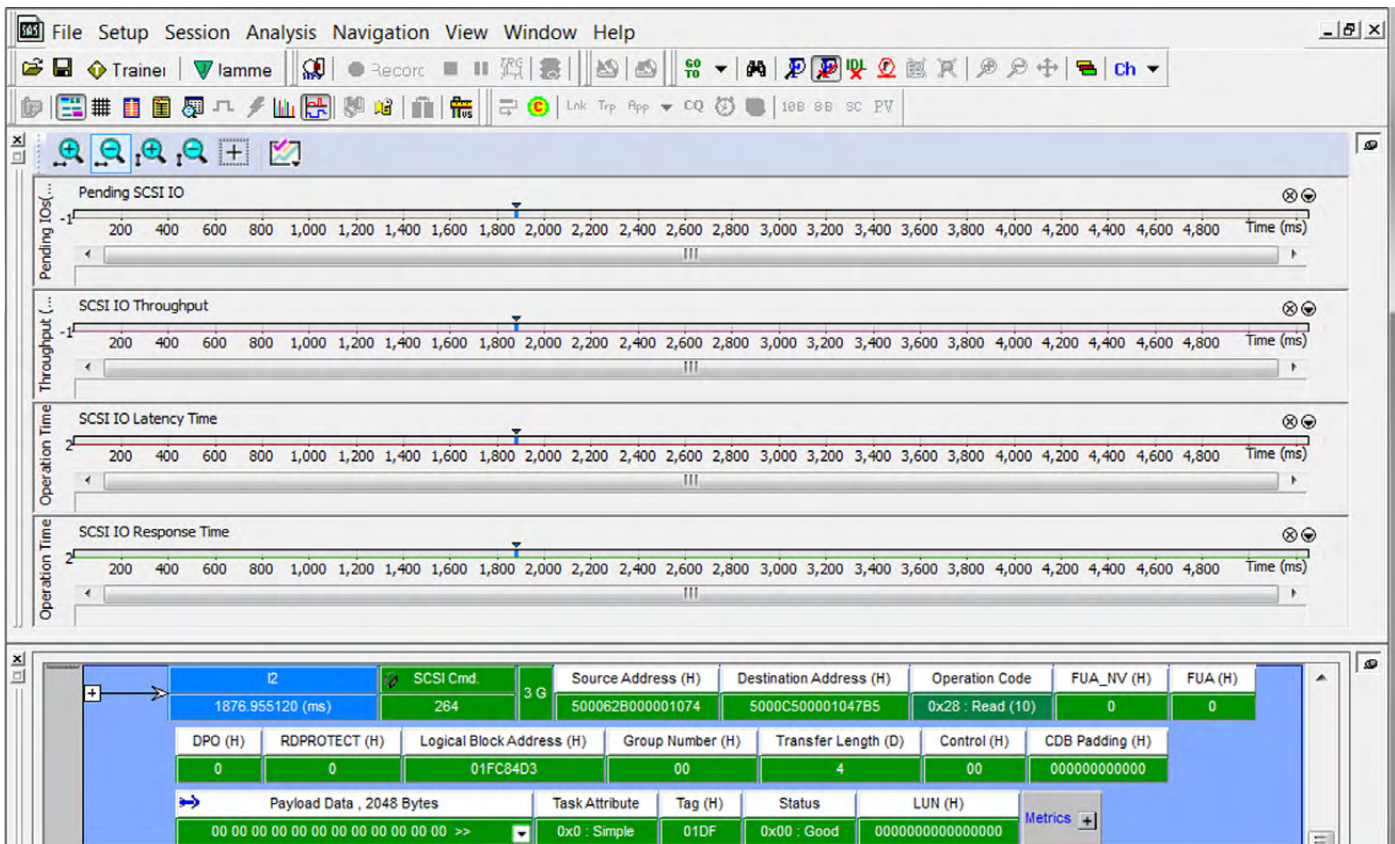 SAS File Setup Session Analysis Navigation View Window Help
Trainer lamme Record GO TO IDL Ch
VS Lnk Trp App CQ 10B 8B SC PV
Pending SCSI IO
Pending IOs(...
-1
200 400 600 800 1,000 1,200 1,400 1,600 1,800 2,000 2,200 2,400 2,600 2,800 3,000 3,200 3,400 3,600 3,800 4,000 4,200 4,400 4,600 4,800 Time (ms)
SCSI IO Throughput
Throughput (...
-1
200 400 600 800 1,000 1,200 1,400 1,600 1,800 2,000 2,200 2,400 2,600 2,800 3,000 3,200 3,400 3,600 3,800 4,000 4,200 4,400 4,600 4,800 Time (ms)
SCSI IO Latency Time
Operation Time
2
200 400 600 800 1,000 1,200 1,400 1,600 1,800 2,000 2,200 2,400 2,600 2,800 3,000 3,200 3,400 3,600 3,800 4,000 4,200 4,400 4,600 4,800 Time (ms)
SCSI IO Response Time
Operation Time
2
200 400 600 800 1,000 1,200 1,400 1,600 1,800 2,000 2,200 2,400 2,600 2,800 3,000 3,200 3,400 3,600 3,800 4,000 4,200 4,400 4,600 4,800 Time (ms)
I2 SCSI Cmd. 3 G Source Address (H) Destination Address (H) Operation Code FUA_NV (H) FUA (H)
1876.955120 (ms) 264 500062B000001074 5000C500001047B5 0x28 : Read (10) 0 0
DPO (H) RDPROTECT (H) Logical Block Address (H) Group Number (H) Transfer Length (D) Control (H) CDB Padding (H)
0 0 01FC84D3 00 4 00 000000000000
Payload Data , 2048 Bytes Task Attribute Tag (H) Status LUN (H) Metrics
00 00 00 00 00 00 00 00 00 00 00 00 >> 0x0 : Simple 01DF 0x00 : Good 0000000000000000